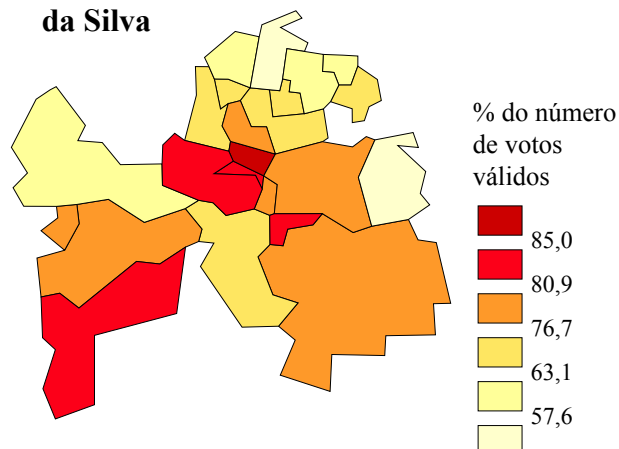 da Silva
% do número
de votos
válidos
85,0
80,9
76,7
63,1
57,6